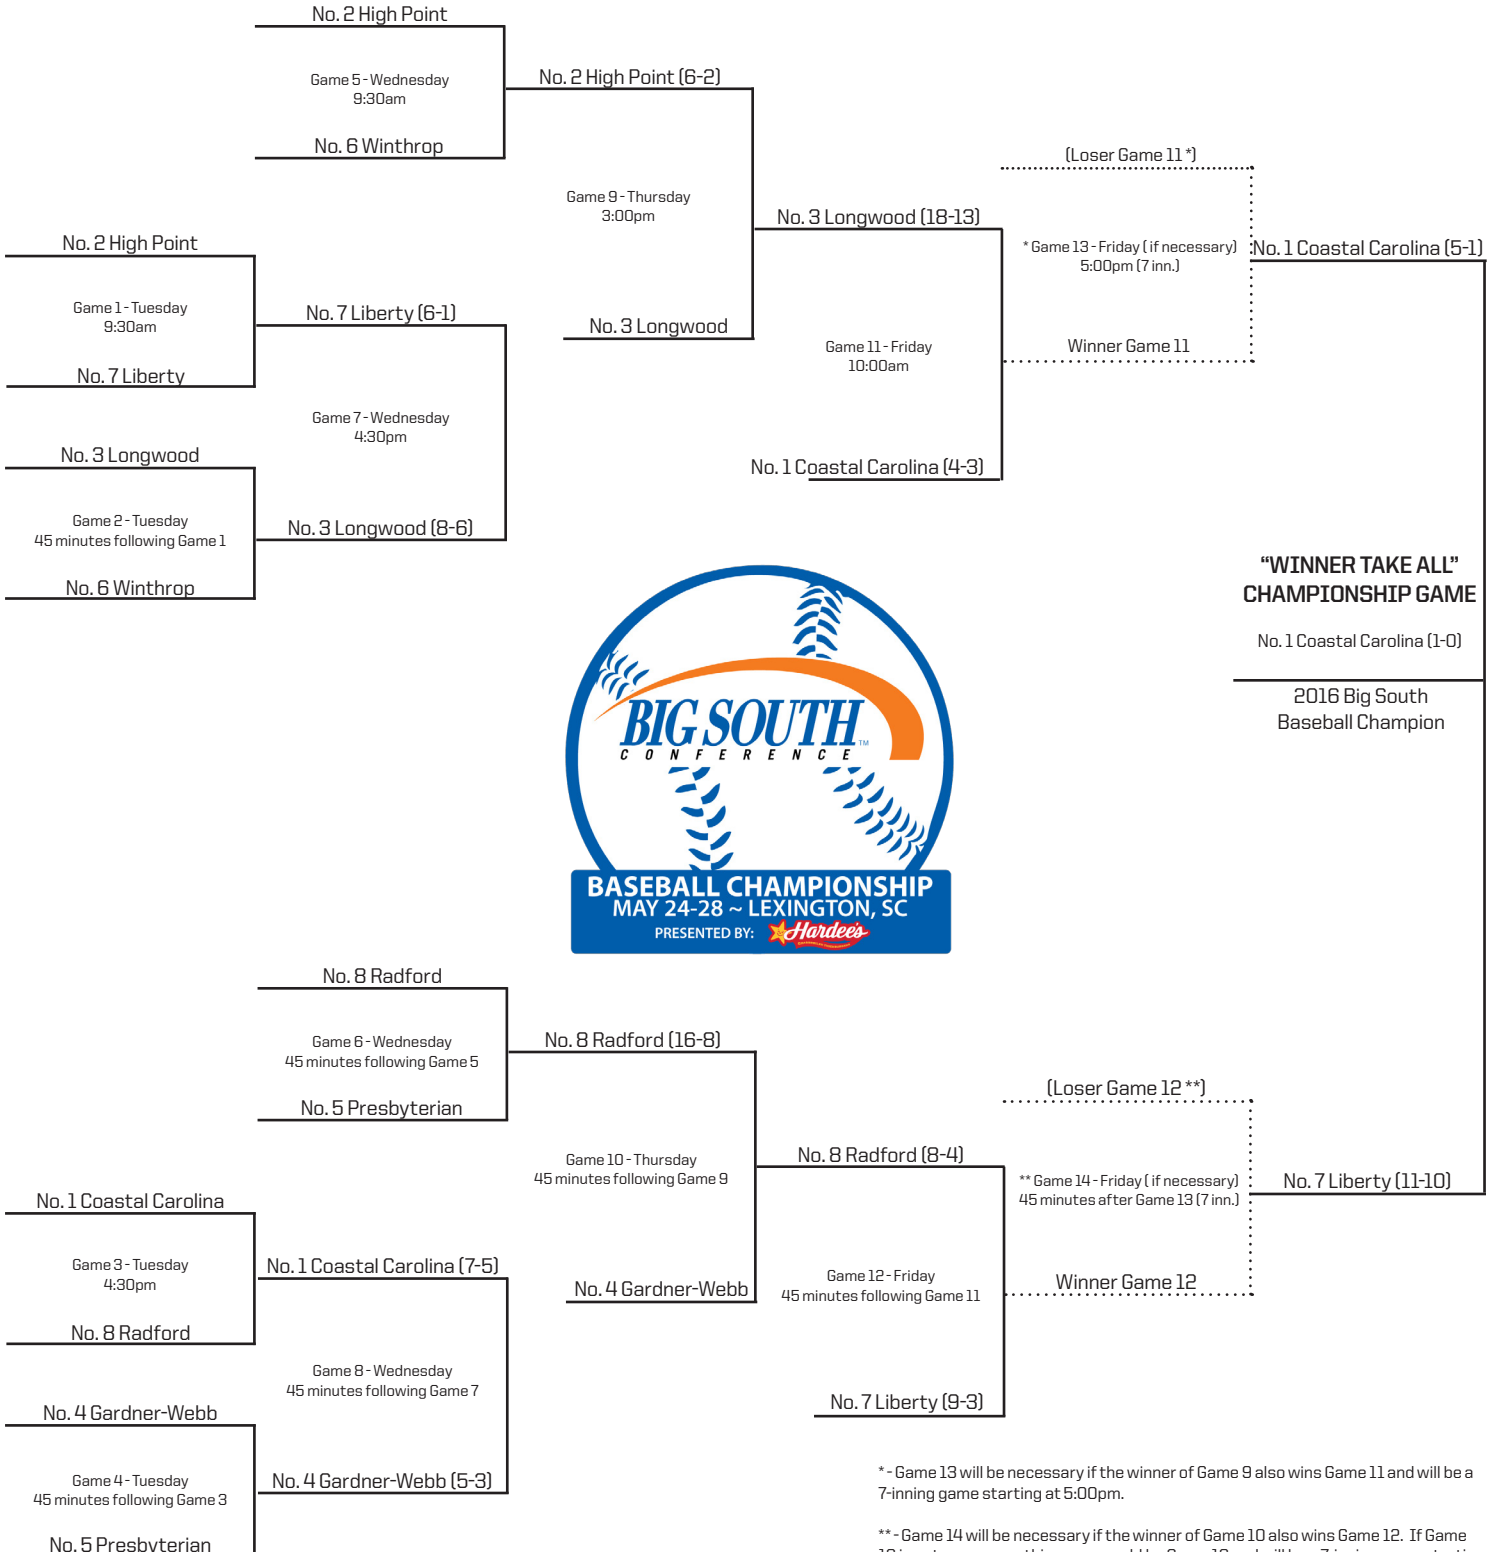 No. 2 High Point
Game 5 - Wednesday
9:30am
No. 6 Winthrop
No. 2 High Point (6-2)
Game 9 - Thursday
3:00pm
No. 3 Longwood
No. 2 High Point
Game 1 - Tuesday
9:30am
No. 7 Liberty
No. 7 Liberty (6-1)
Game 7 - Wednesday
4:30pm
No. 3 Longwood
Game 2 - Tuesday
45 minutes following Game 1
No. 6 Winthrop
No. 3 Longwood (8-6)
No. 3 Longwood (18-13)
Game 11 - Friday
10:00am
No. 1 Coastal Carolina (4-3)
(Loser Game 11 *)
* Game 13 - Friday ( if necessary)
5:00pm (7 inn.)
Winner Game 11
No. 1 Coastal Carolina (5-1)
“WINNER TAKE ALL”
CHAMPIONSHIP GAME
No. 1 Coastal Carolina (1-0)
2016 Big South
Baseball Champion
BIG SOUTH TM
CONFERENCE
BASEBALL CHAMPIONSHIP
MAY 24-28 ~ LEXINGTON, SC
PRESENTED BY: Hardee's
No. 8 Radford
Game 6 - Wednesday
45 minutes following Game 5
No. 5 Presbyterian
No. 8 Radford (16-8)
Game 10 - Thursday
45 minutes following Game 9
No. 4 Gardner-Webb
No. 1 Coastal Carolina
Game 3 - Tuesday
4:30pm
No. 8 Radford
No. 1 Coastal Carolina (7-5)
Game 8 - Wednesday
45 minutes following Game 7
No. 4 Gardner-Webb
Game 4 - Tuesday
45 minutes following Game 3
No. 5 Presbyterian
No. 4 Gardner-Webb (5-3)
No. 8 Radford (8-4)
Game 12 - Friday
45 minutes following Game 11
No. 7 Liberty (9-3)
(Loser Game 12 **)
** Game 14 - Friday ( if necessary)
45 minutes after Game 13 (7 inn.)
Winner Game 12
No. 7 Liberty (11-10)
* - Game 13 will be necessary if the winner of Game 9 also wins Game 11 and will be a
7-inning game starting at 5:00pm.
** - Game 14 will be necessary if the winner of Game 10 also wins Game 12. If Game